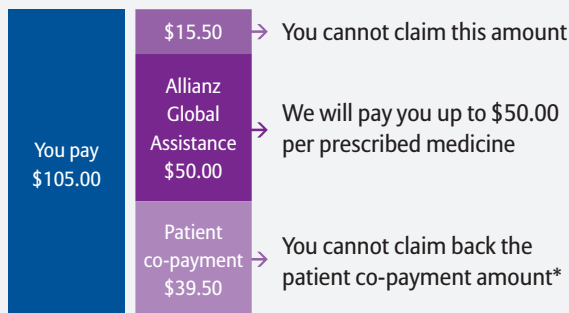 You pay
$105.00
$15.50
You cannot claim this amount
Allianz
Global
Assistance
$50.00
We will pay you up to $50.00
per prescribed medicine
Patient
co-payment
$39.50
You cannot claim back the
patient co-payment amount*